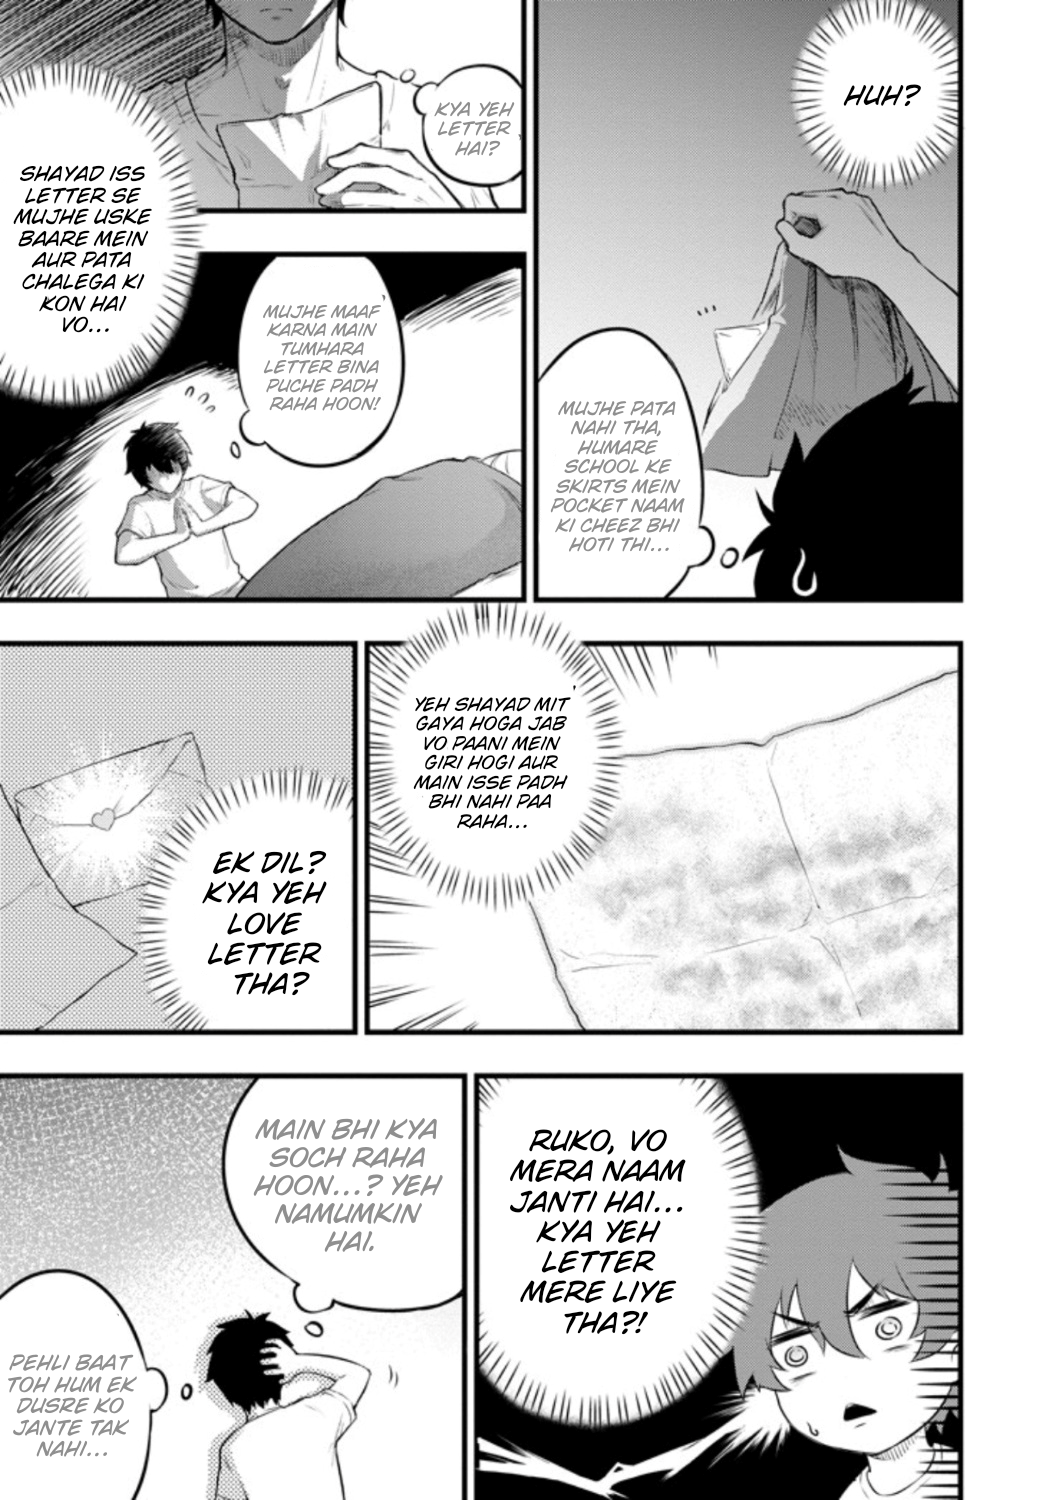 HUH?
MUJHE PATA
NAHI THA,
HUMARE
SCHOOL KE
SKIRTS MEIN
POCKET NAAM
KI CHEEZ BHI
HOTI THI...
KYA YEH
LETTER
HAI?
SHAYAD ISS
LETTER SE
MUJHE USKE
BAARE MEIN
AUR PATA
CHALEGA KI
KON HAI
VO...
MUJHE MAAF
KARNA MAIN
TUMHARA
LETTER BINA
PUCHE PADH
RAHA HOON!
YEH SHAYAD MIT
GAYA HOGA JAB
VO PAANI MEIN
GIRI HOGI AUR
MAIN ISSE PADH
BHI NAHI PAA
RAHA...
EK DIL?
KYA YEH
LOVE
LETTER
THA?
RUKO, VO
MERA NAAM
JANTI HAI...
KYA YEH
LETTER
MERE LIYE
THA?!
MAIN BHI KYA
SOCH RAHA
HOON...? YEH
NAMUMKIN
HAI.
PEHLI BAAT
TOH HUM EK
DUSRE KO
JANTE TAK
NAHI...